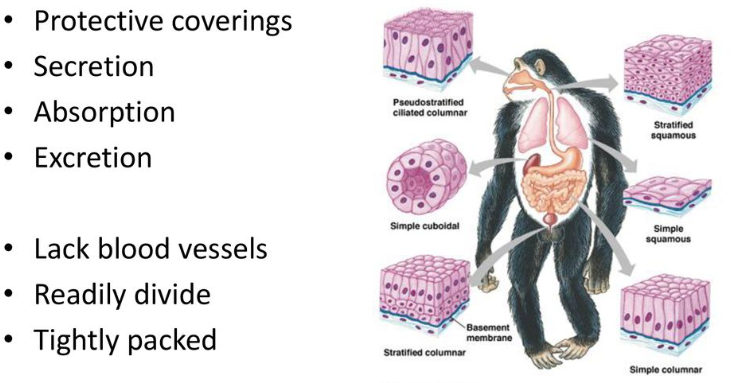 • Protective coverings
• Secretion
• Absorption
• Excretion
• Lack blood vessels
• Readily divide
• Tightly packed
Pseudostratified
ciliated columnar
Stratified
squamous
Simple cuboidal
Simple
squamous
Basement
membrane
Stratified columnar
Simple columnar